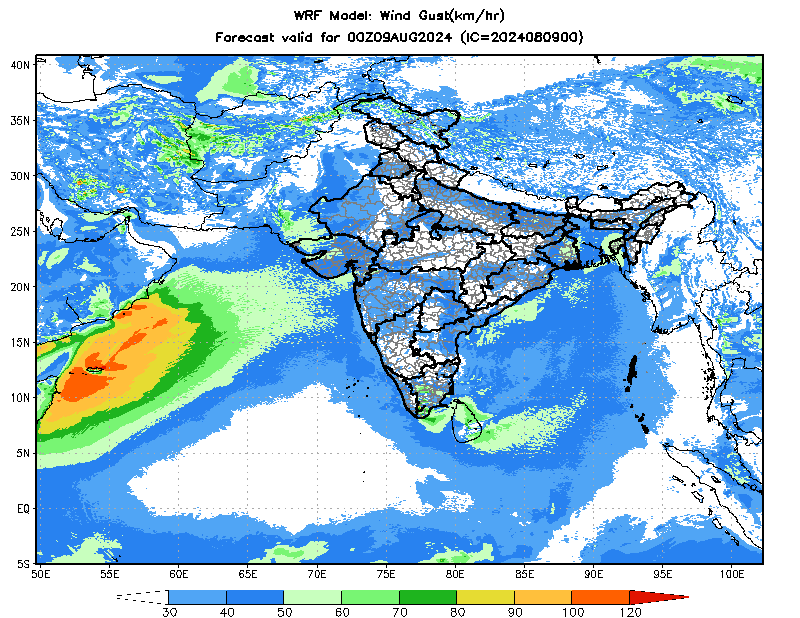 WRF Model: Wind Gust(km/hr)
Forecast valid for 00Z09AUG2024 (IC=2024080900)
40N
35N
30N
25N
20N
15N
10N
5N
EQ
5S
50E 55E 60E 65E 70E 75E 80E 85E 90E 95E 100E
30 40 50 60 70 80 90 100 120